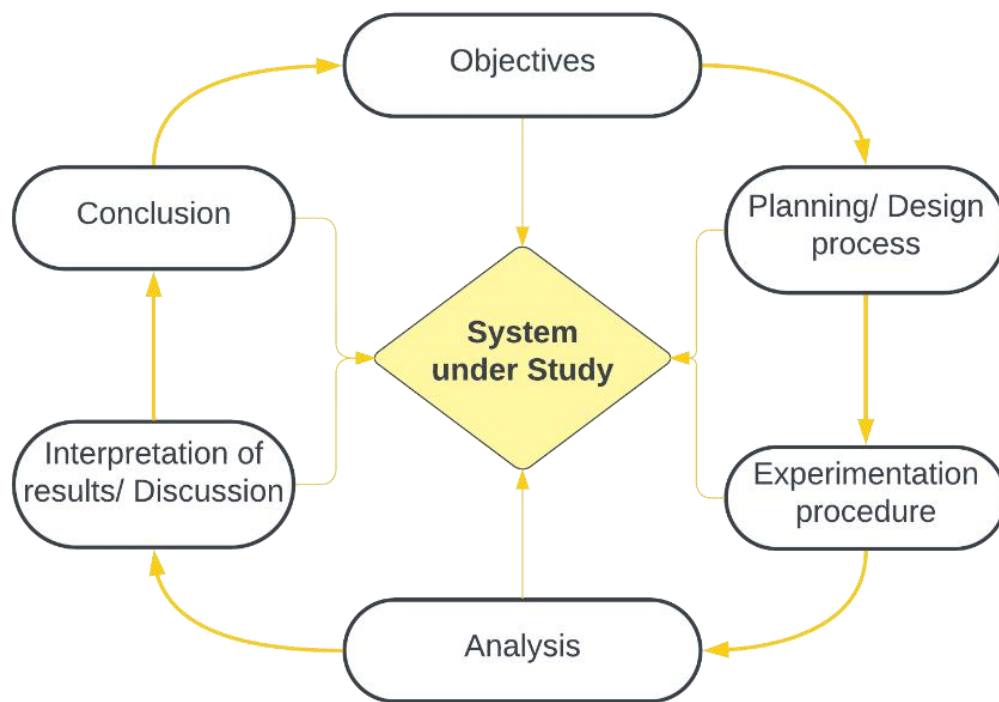 Objectives
Conclusion
Planning/ Design
process
System
under Study
Interpretation of
results/ Discussion
Experimentation
procedure
Analysis